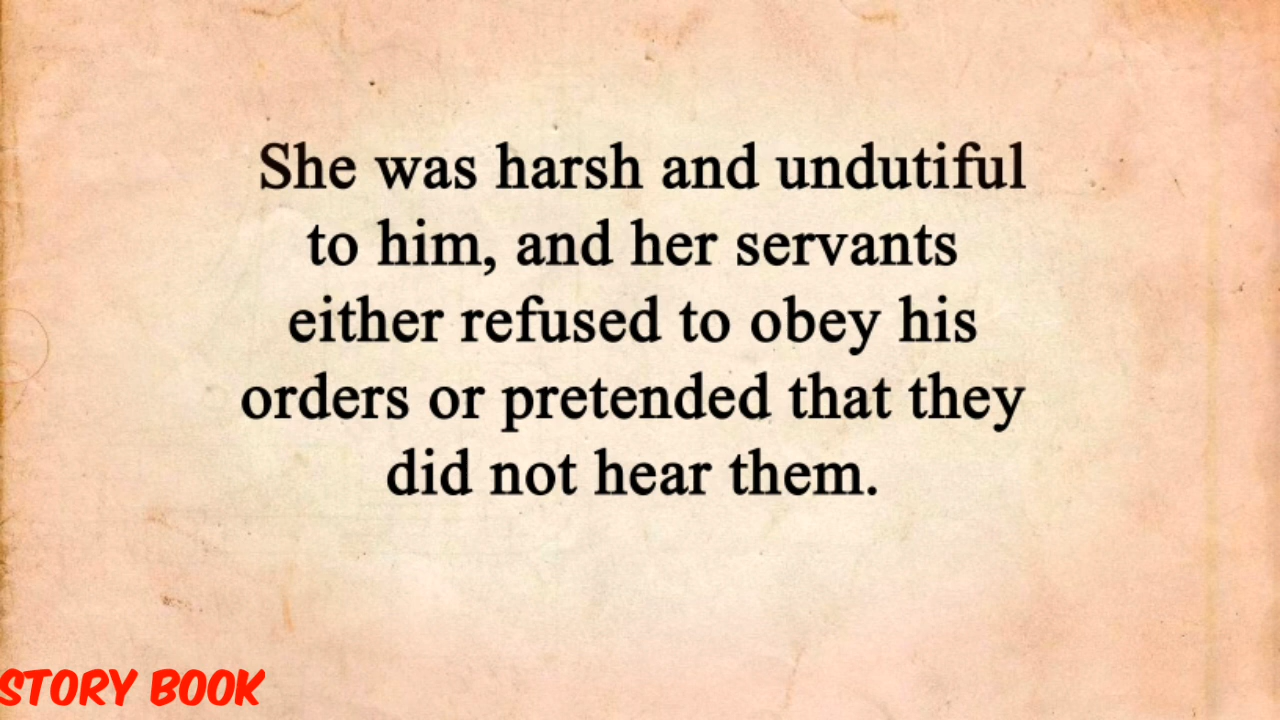 She was harsh and undutiful
to him, and her servants
either refused to obey his
orders or pretended that they
did not hear them.
STORY BOOK